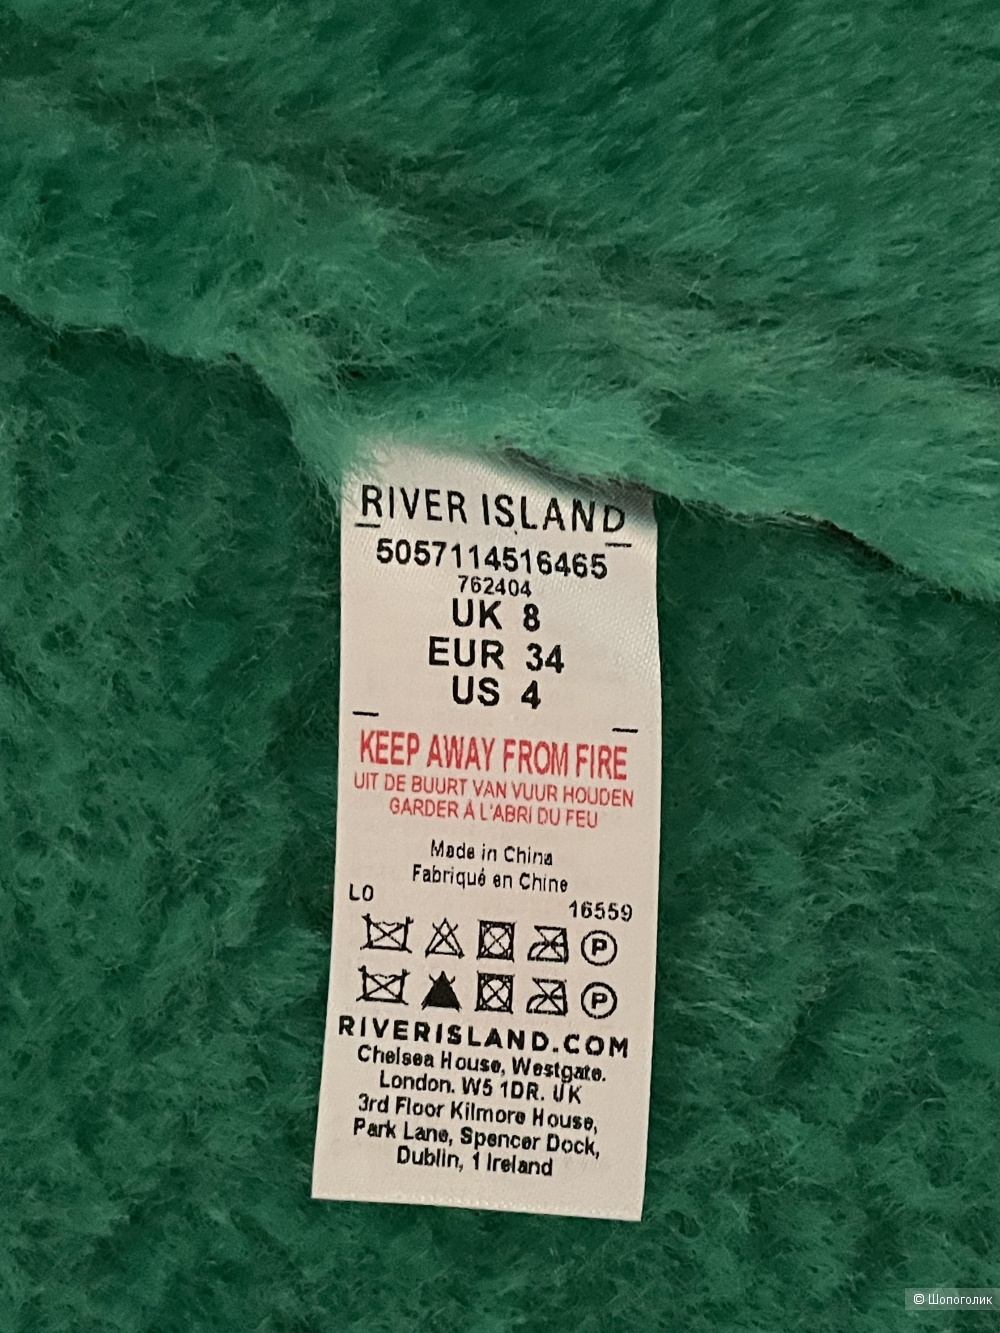 RIVER ISLAND
5057114516465
762404
UK 8
EUR 34
US 4
KEEP AWAY FROM FIRE
UIT DE BUURT VAN VUUR HOUDEN
GARDER À L'ABRI DU FEU
Made in China
Fabriqué en Chine
LO
16559
P
P
RIVERISLAND.COM
Chelsea House, Westgate.
London. W5 1DR. UK
3rd Floor Kilmore House,
Park Lane, Spencer Dock,
Dublin, 1 Ireland
© Шопоголик